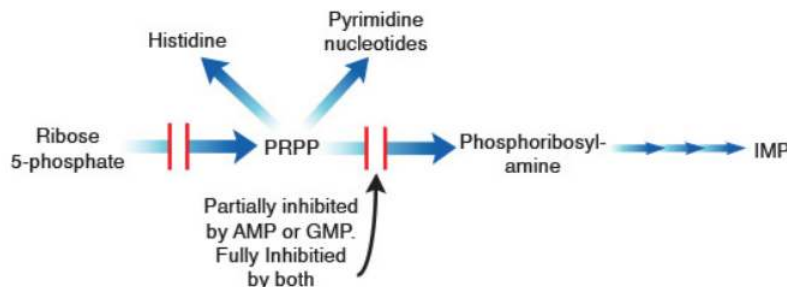 Histidine
Pyrimidine
nucleotides
Ribose
5-phosphate
PRPP
Phosphoribosyl-
amine
IMP
Partially inhibited
by AMP or GMP.
Fully Inhibitied
by both